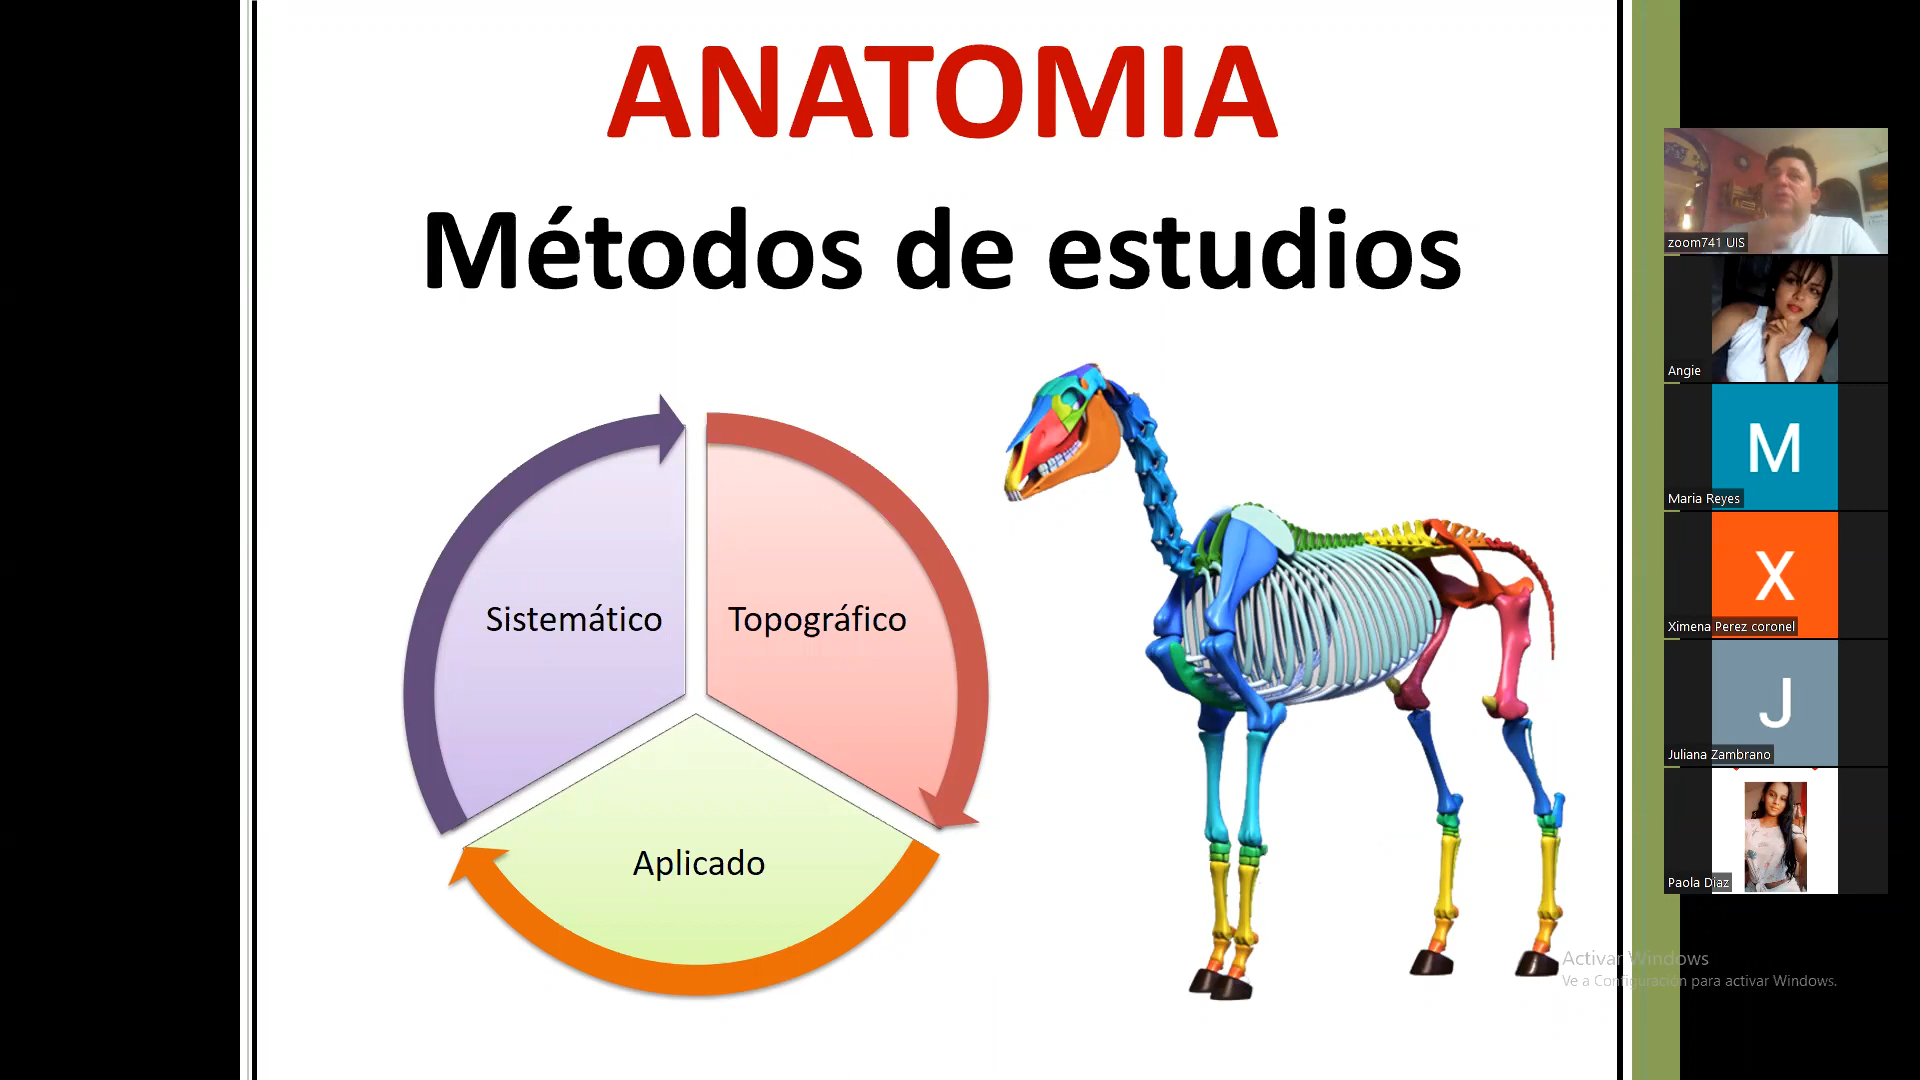 ANATOMIA
Métodos de estudios
Sistemático
Topográfico
Aplicado
zoom741 UIS
Angie
M
Maria Reyes
X
Ximena Perez coronel
J
Juliana Zambrano
Paola Diaz
Activar Windows
Ve a Configuración para activar Windows.